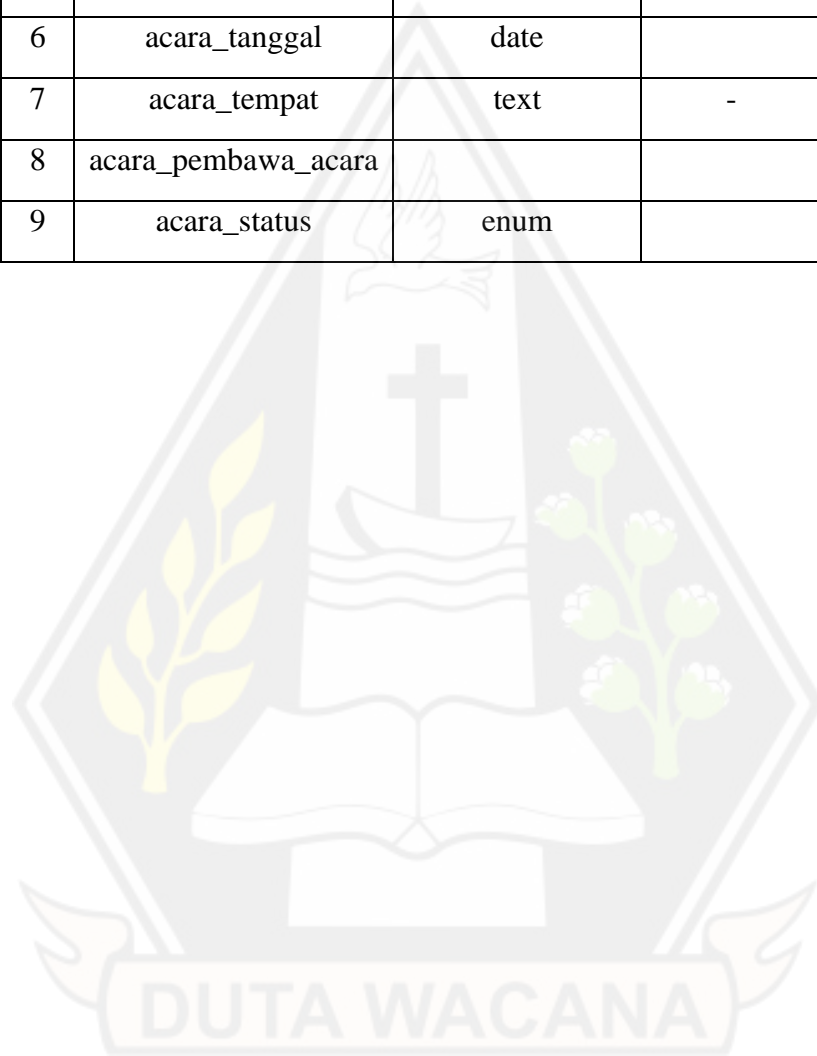 6 acara_tanggal date
7 acara_tempat text -
8 acara_pembawa_acara
9 acara_status enum
DUTA WACANA